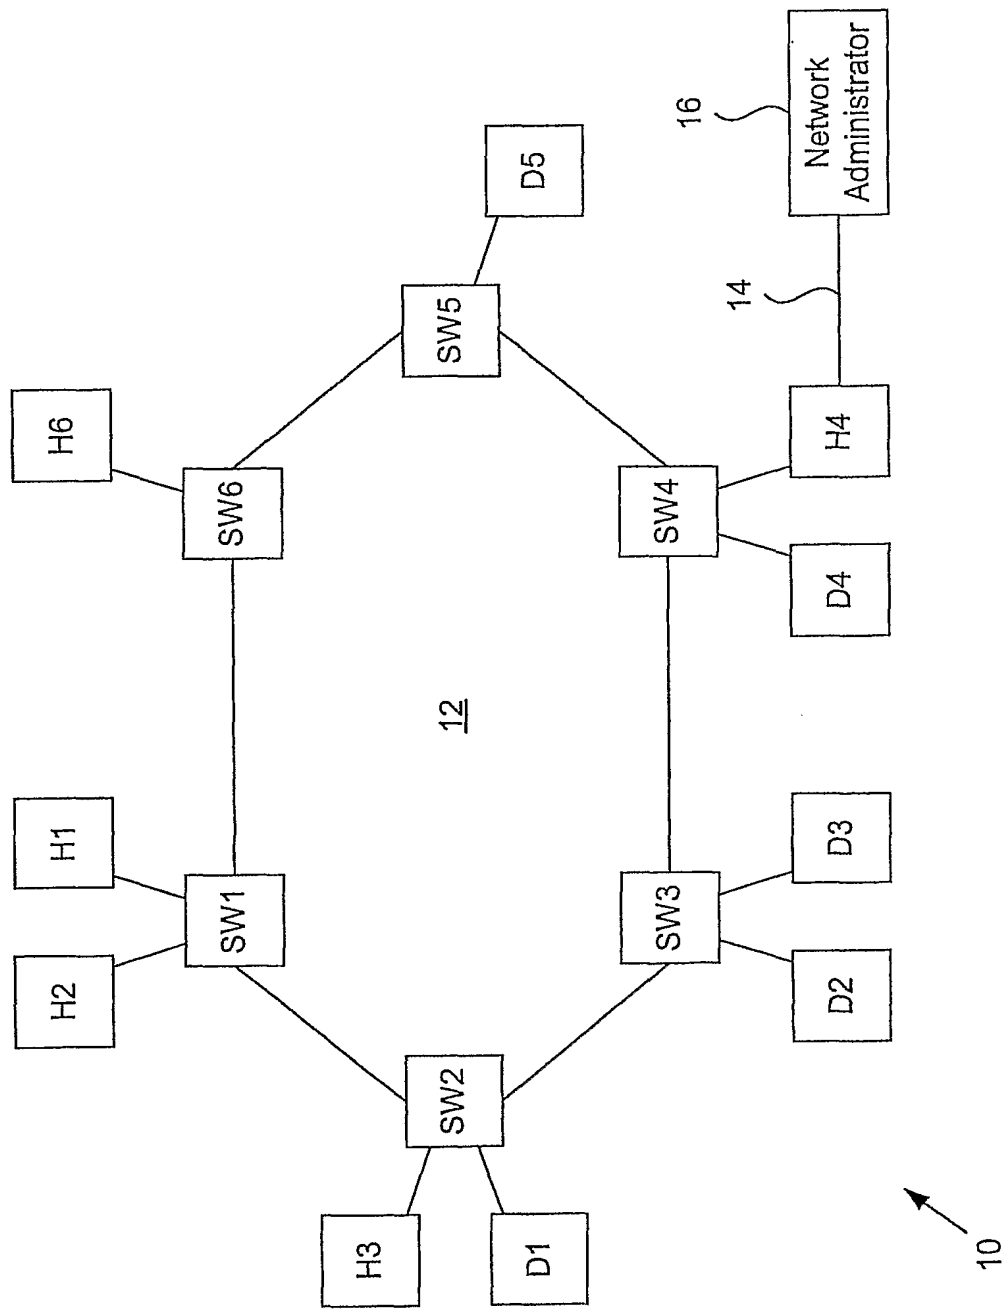 H2
H1
H6
SW1
SW6
H3
SW2
12
SW5
D1
D5
SW3
SW4
16
14
D2
D3
D4
H4
Network
Administrator
10